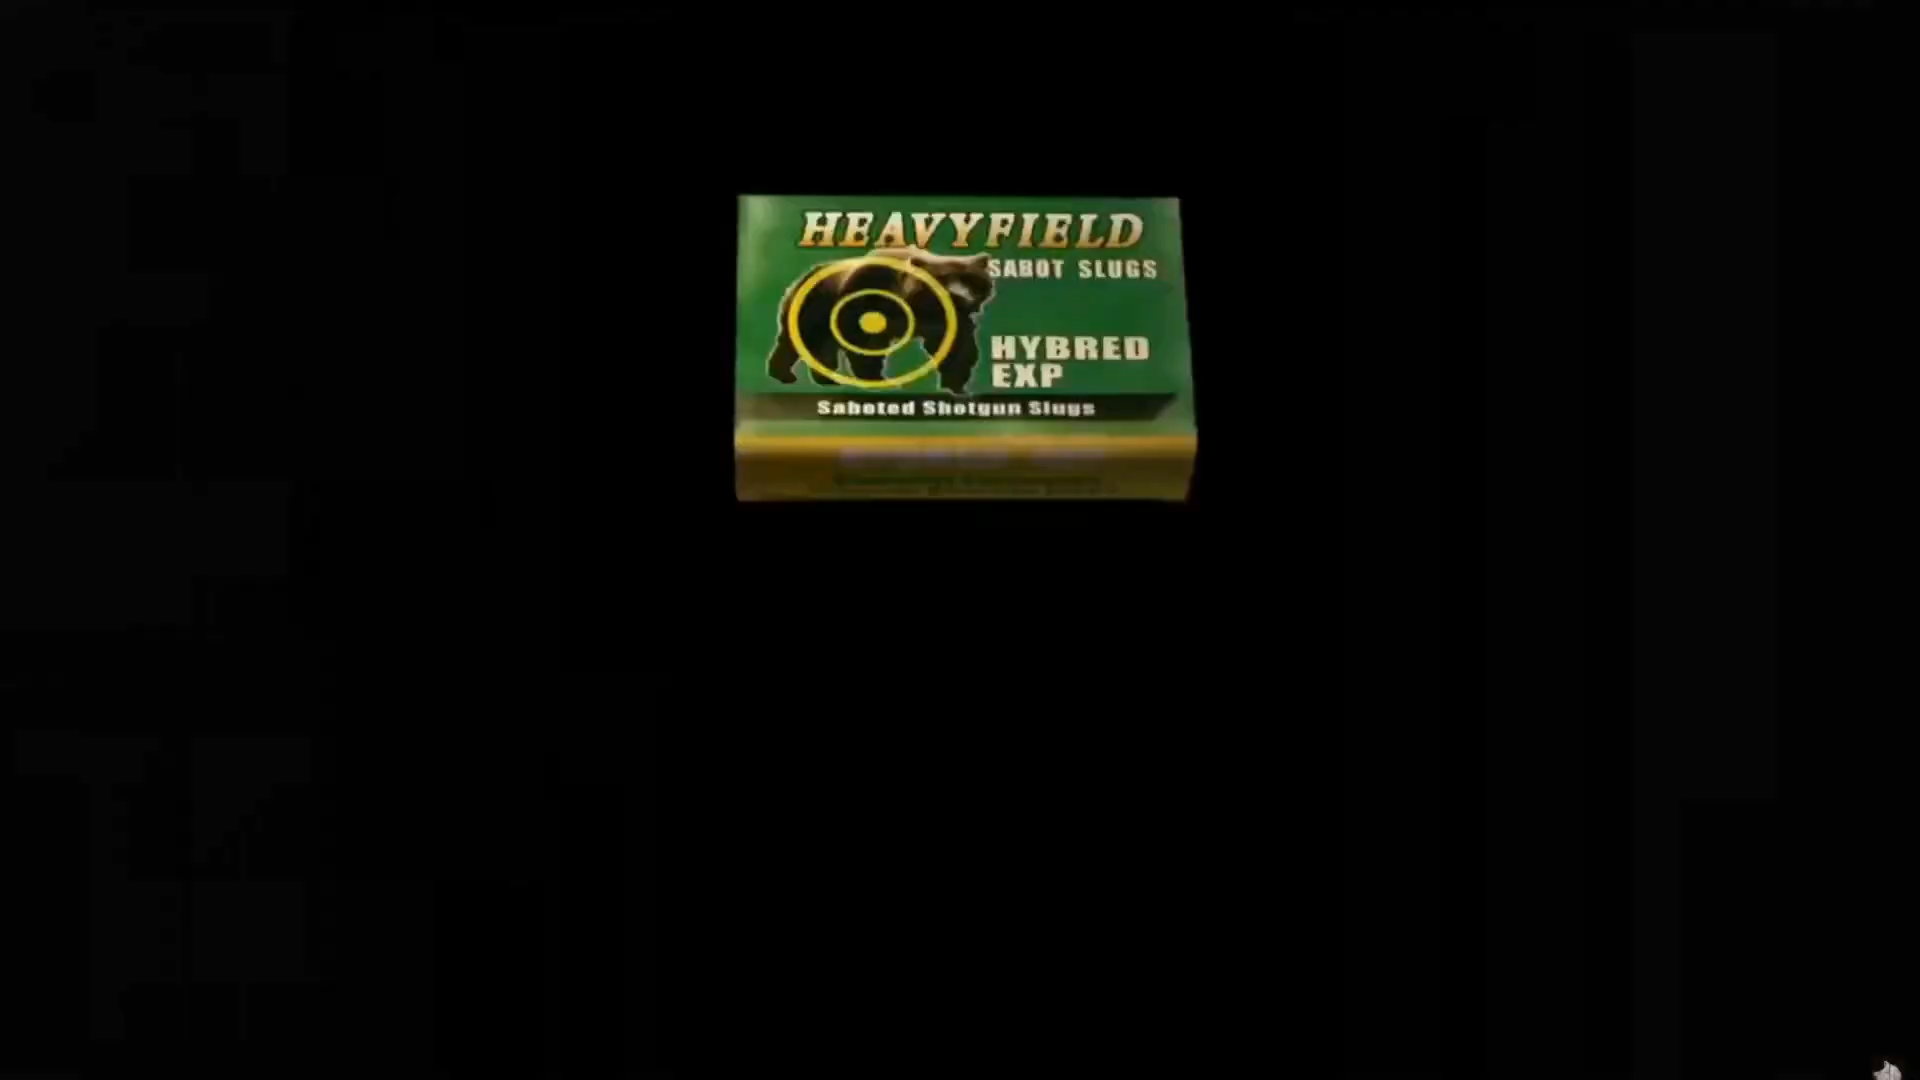 HEAVYFIELD
SABOT SLUGS
HYBRED
EXP
Saboted Shotgun Slugs